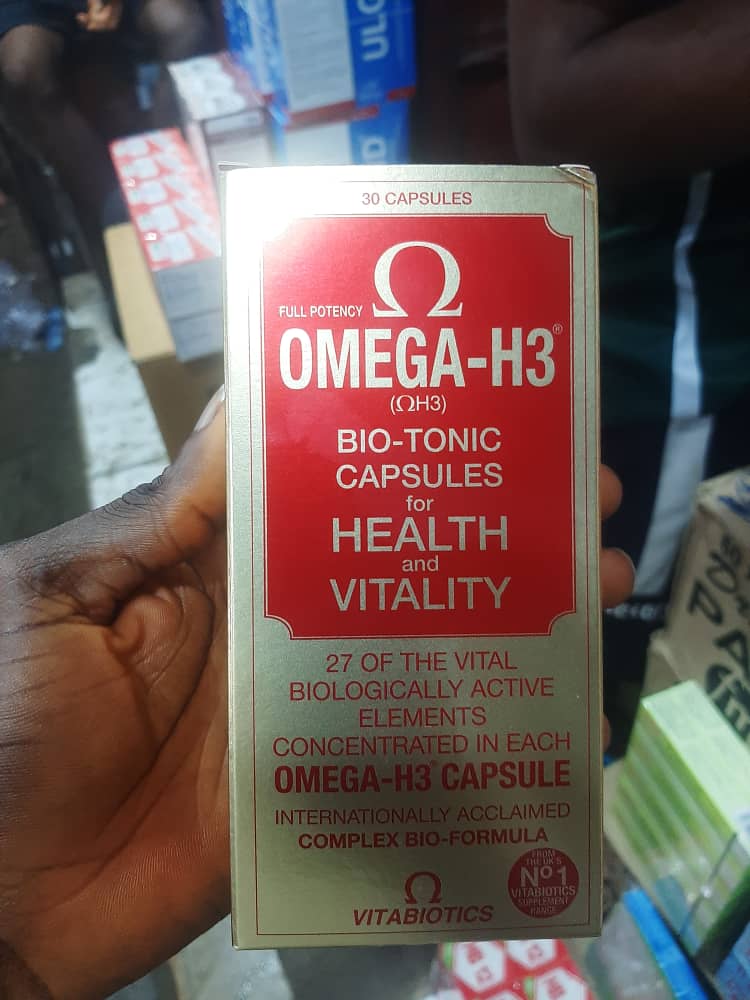 30 CAPSULES
Ω
FULL POTENCY
OMEGA-H3®
(ΩH3)
BIO-TONIC
CAPSULES
for
HEALTH
and
VITALITY
27 OF THE VITAL
BIOLOGICALLY ACTIVE
ELEMENTS
CONCENTRATED IN EACH
OMEGA-H3® CAPSULE
INTERNATIONALLY ACCLAIMED
COMPLEX BIO-FORMULA
Ω
VITABIOTICS
FROM
THE UK'S
Nº1
VITABIOTICS
SUPPLEMENT
RANGE
ULC